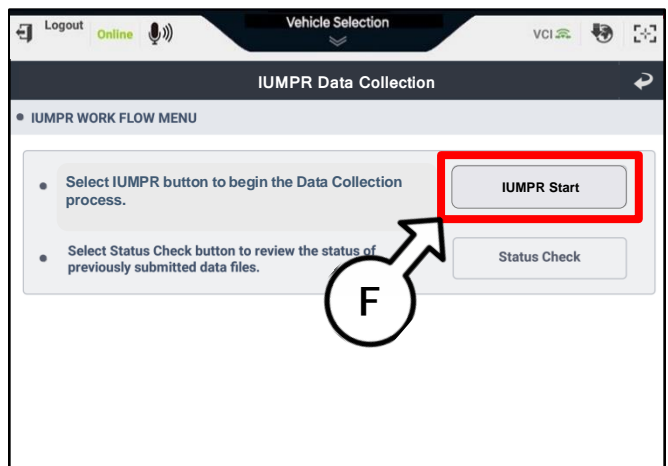 Logout
Online
Vehicle Selection
VCI
IUMPR Data Collection
IUMPR WORK FLOW MENU
Select IUMPR button to begin the Data Collection
process.
IUMPR Start
Select Status Check button to review the status of
previously submitted data files.
Status Check
F